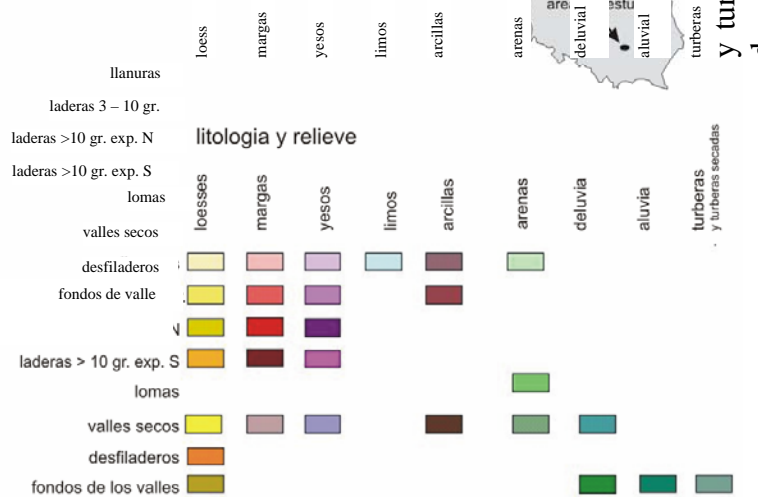 loess margas yesos limos arcillas arenas deluvial aluvial turberas
y tur
llanuras
laderas 3 – 10 gr.
laderas >10 gr. exp. N
laderas >10 gr. exp. S
lomas
valles secos
desfiladeros
fondos de valle
litologia y relieve
loesses margas yesos limos arcillas arenas deluvia aluvia turberas
y turberas secadas
N
laderas > 10 gr. exp. S
lomas
valles secos
desfiladeros
fondos de los valles